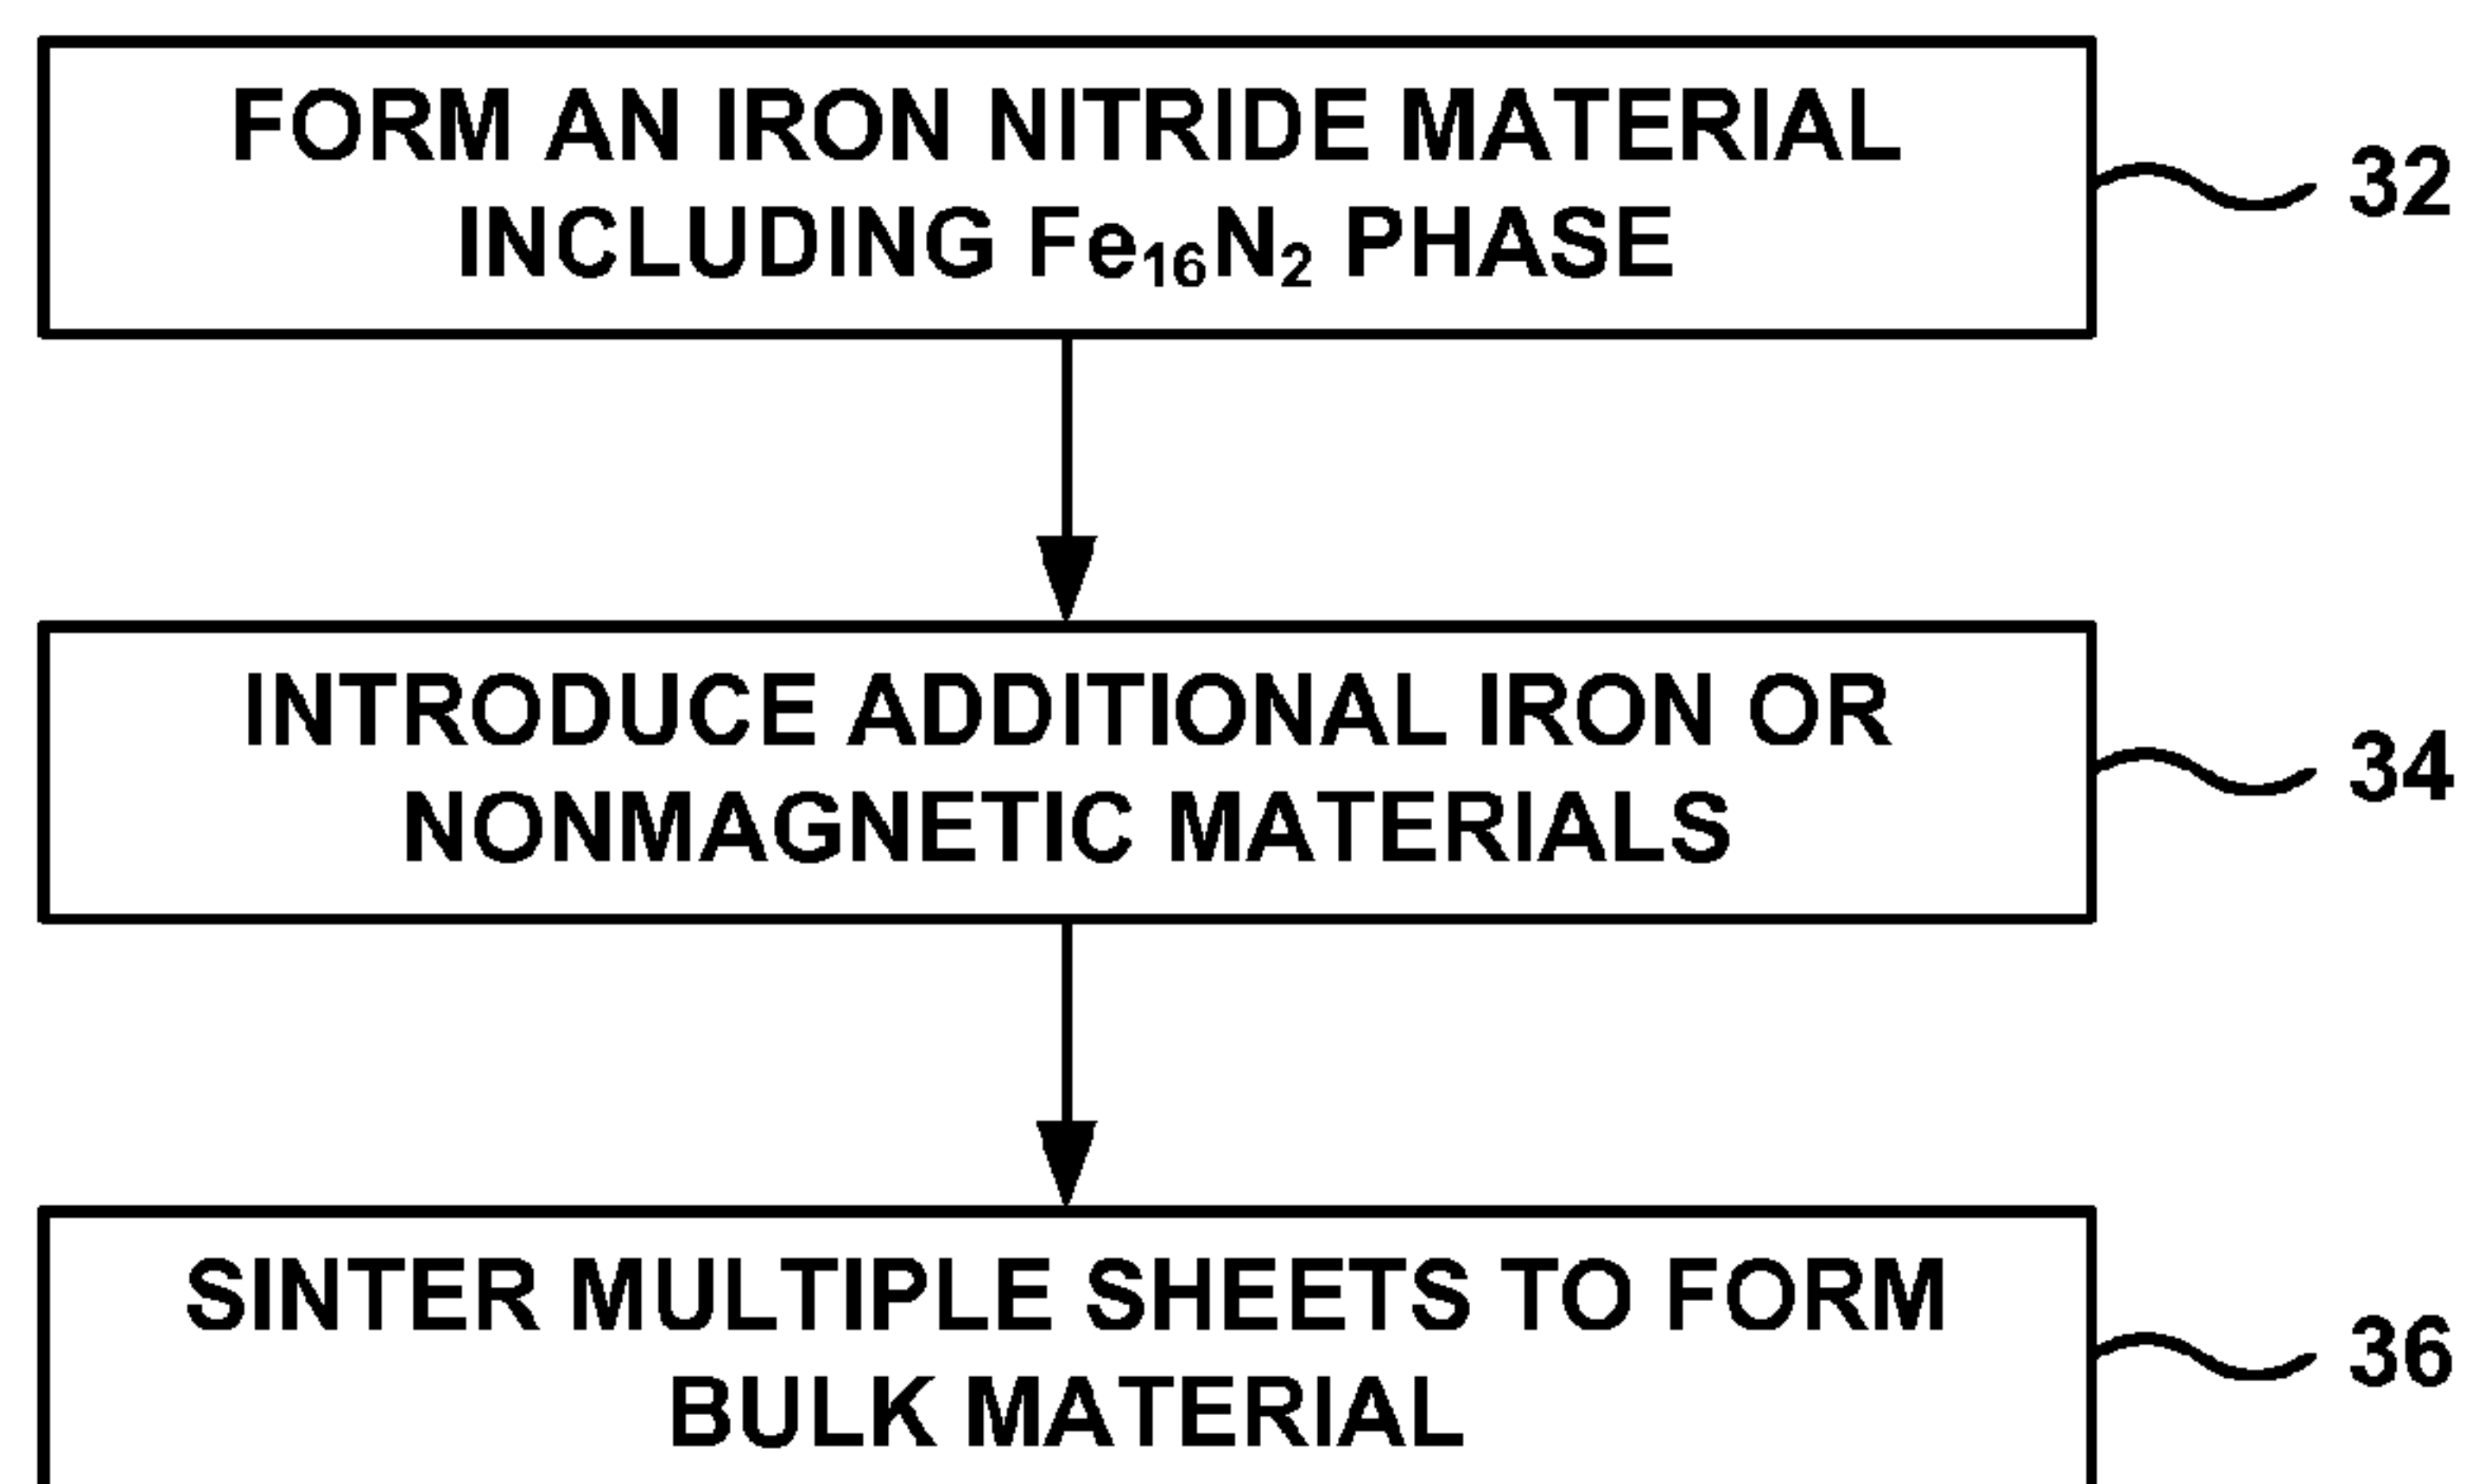 FORM AN IRON NITRIDE MATERIAL
INCLUDING Fe₁₆N₂ PHASE
32
INTRODUCE ADDITIONAL IRON OR
NONMAGNETIC MATERIALS
34
SINTER MULTIPLE SHEETS TO FORM
BULK MATERIAL
36